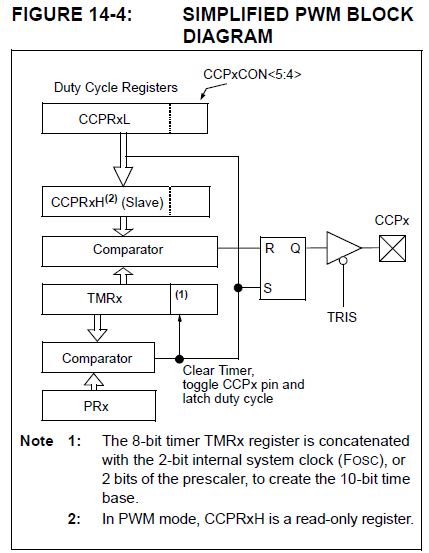 FIGURE 14-4: SIMPLIFIED PWM BLOCK
DIAGRAM
CCPxCON<5:4>
Duty Cycle Registers
CCPRxL
CCPRxH(2) (Slave)
CCPx
Comparator
R Q
TMRx (1)
S
TRIS
Comparator
Clear Timer,
toggle CCPx pin and
latch duty cycle
PRx
Note 1: The 8-bit timer TMRx register is concatenated
with the 2-bit internal system clock (FOSC), or
2 bits of the prescaler, to create the 10-bit time
base.
2: In PWM mode, CCPRxH is a read-only register.